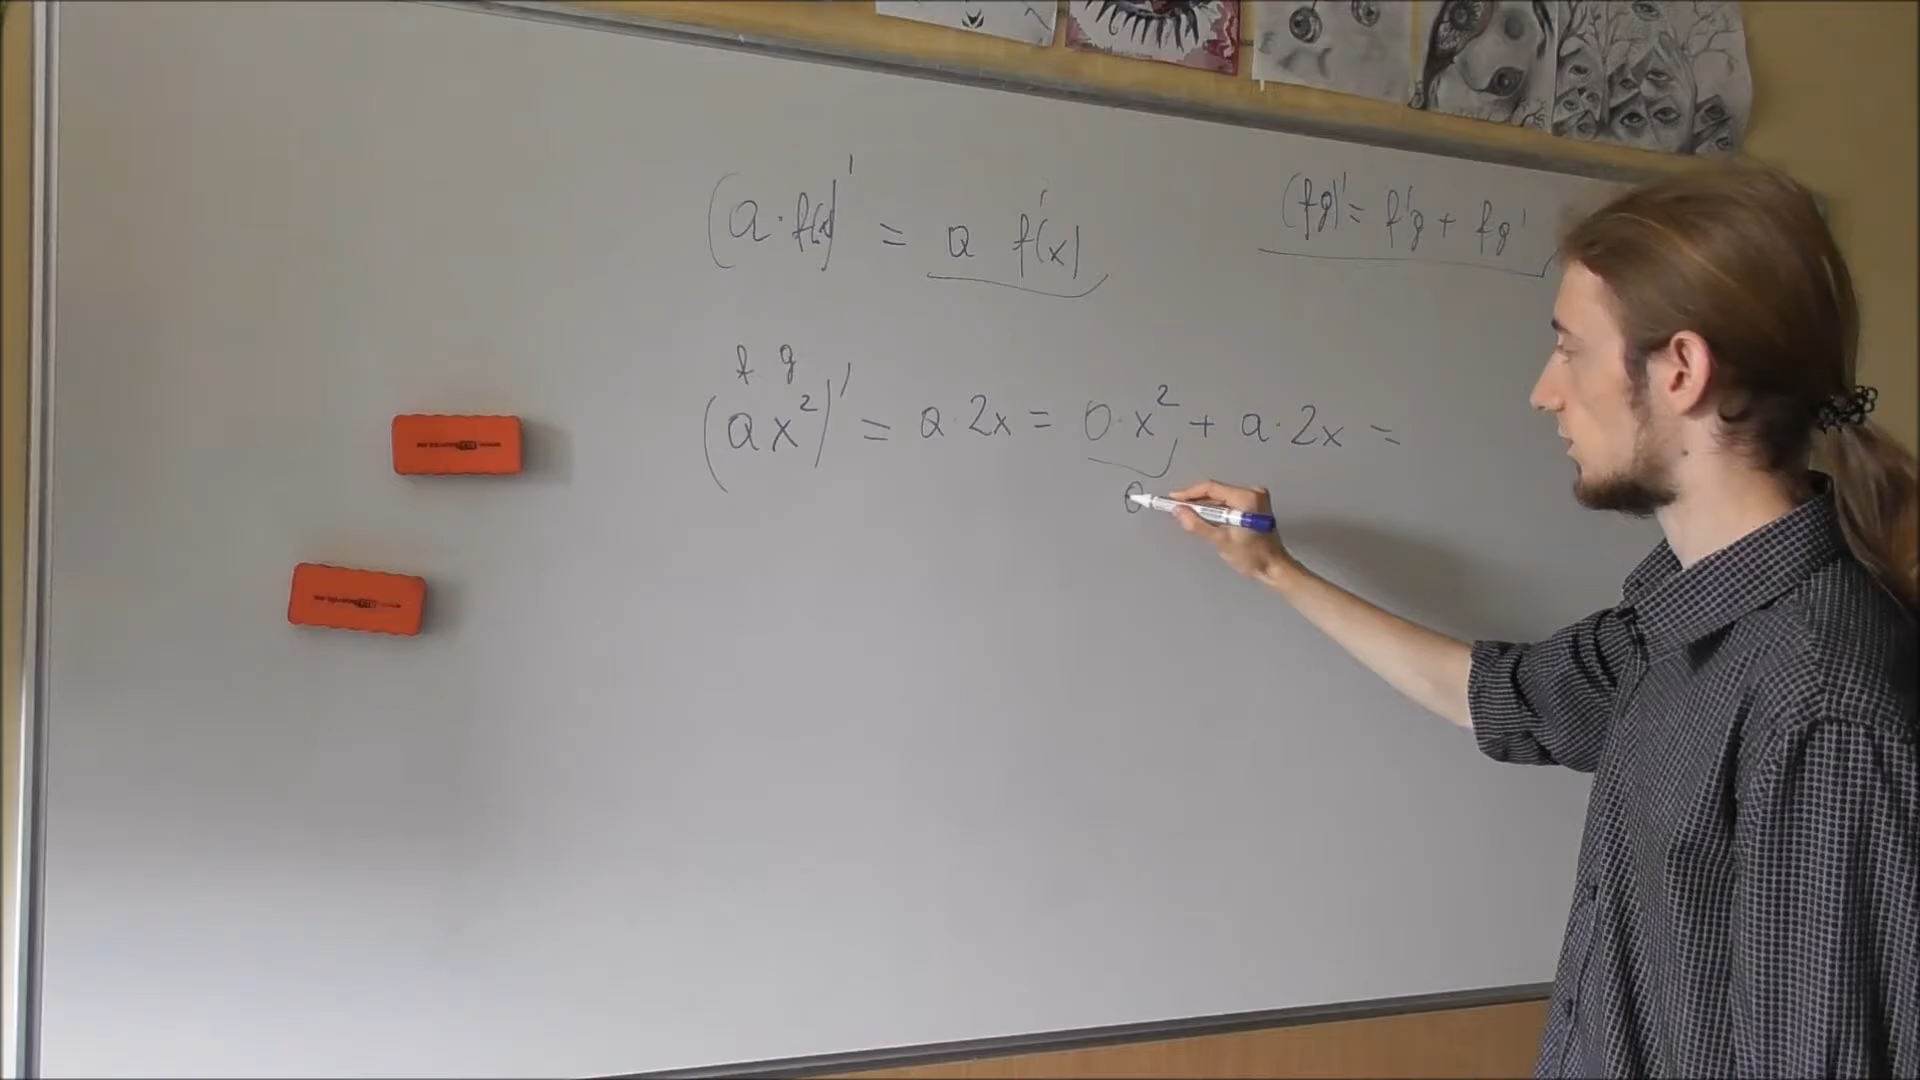 (a · f(x))' = a f'(x)
(fg)' = f'g + fg'
f g
(ax²)' = a · 2x = 0 · x² + a · 2x =
0